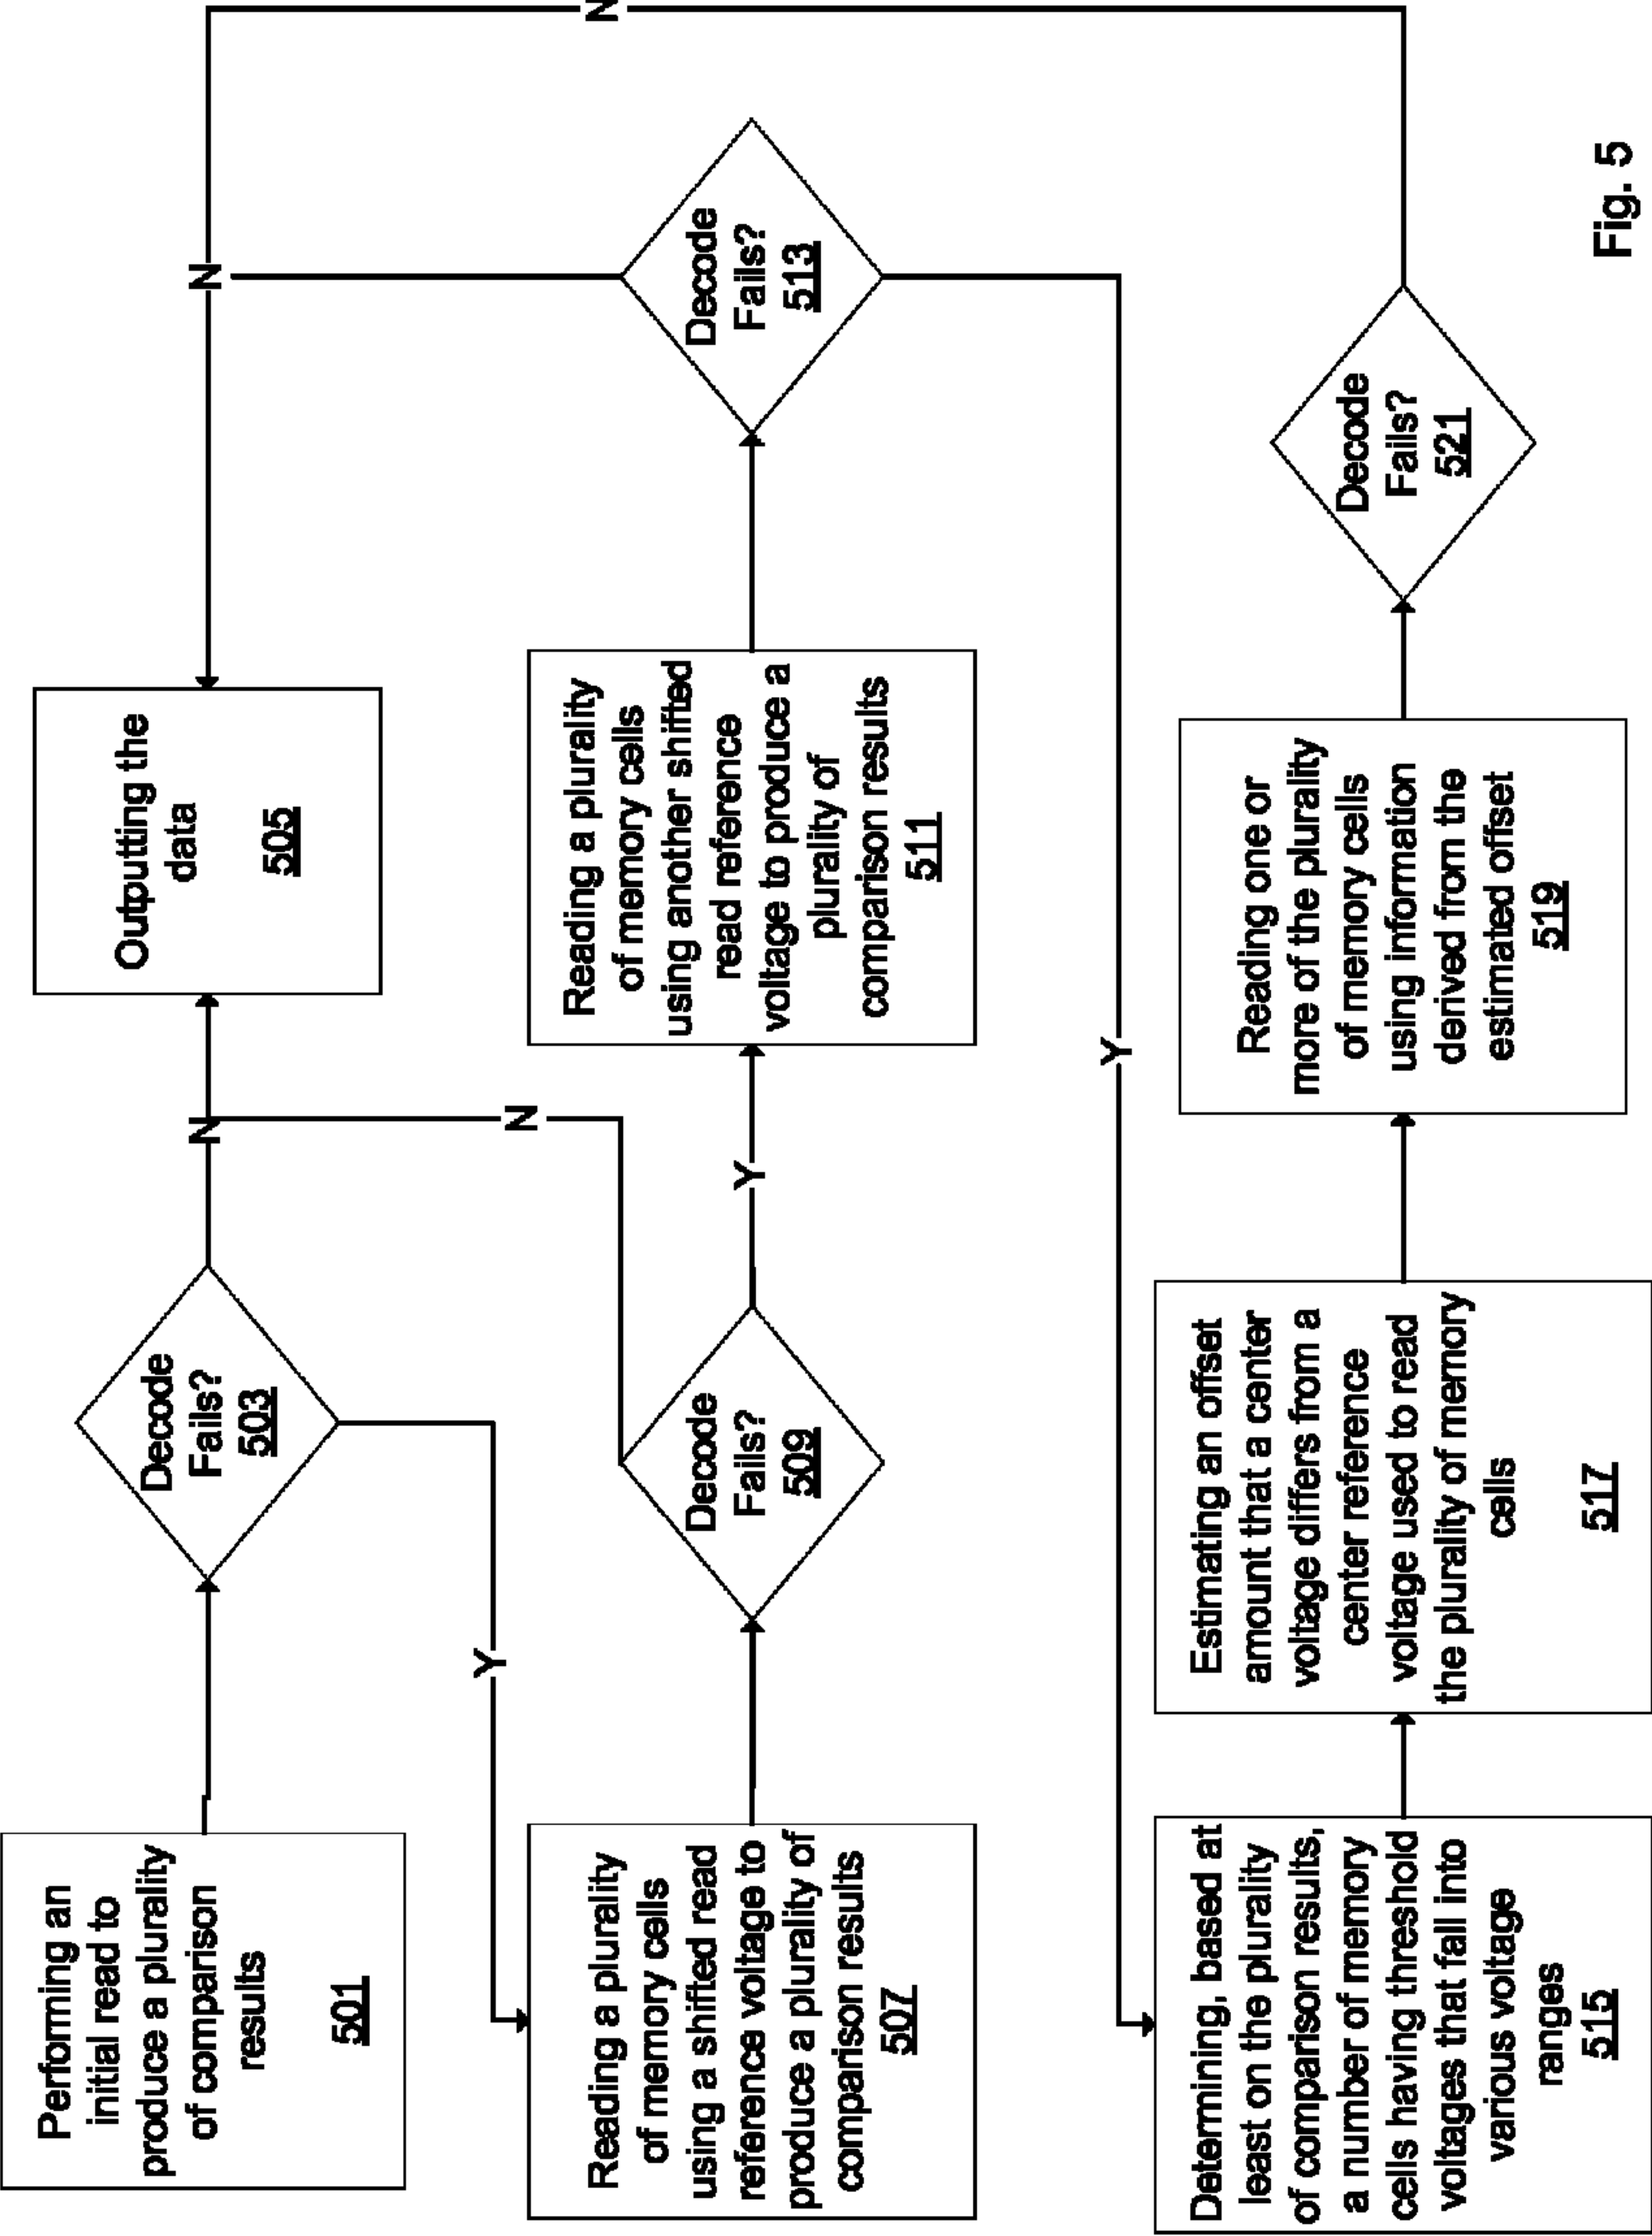 Performing an
initial read to
produce a plurality
of comparison
results
501
Decode
Fails?
503
N
Outputting the
data
505
N
N
Y
N
Reading a plurality
of memory cells
using a shifted read
reference voltage to
produce a plurality of
comparison results
507
Decode
Fails?
509
Y
Reading a plurality
of memory cells
using another shifted
read reference
voltage to produce a
plurality of
comparison results
511
Decode
Fails?
513
Y
Determining, based at
least on the plurality
of comparison results,
a number of memory
cells having threshold
voltages that fall into
various voltage
ranges
515
Estimating an offset
amount that a center
voltage differs from a
center reference
voltage used to read
the plurality of memory
cells
517
Reading one or
more of the plurality
of memory cells
using information
derived from the
estimated offset
519
Decode
Fails?
521
Fig. 5